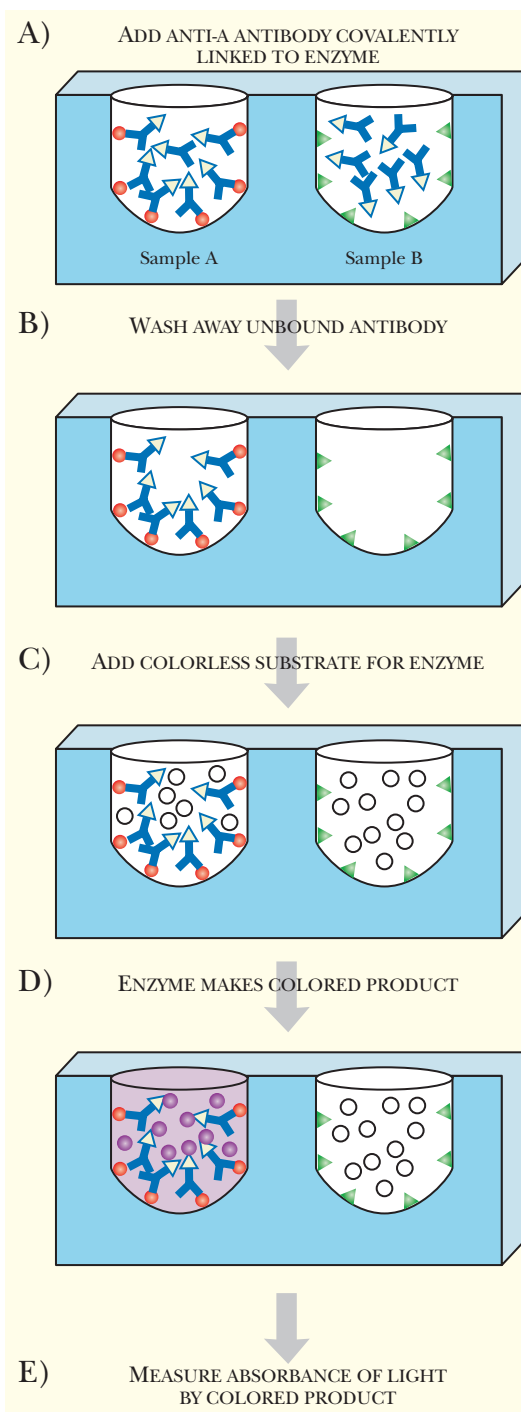 A) ADD ANTI-A ANTIBODY COVALENTLY
LINKED TO ENZYME
Sample A
Sample B
B) WASH AWAY UNBOUND ANTIBODY
C) ADD COLORLESS SUBSTRATE FOR ENZYME
D) ENZYME MAKES COLORED PRODUCT
E) MEASURE ABSORBANCE OF LIGHT
BY COLORED PRODUCT